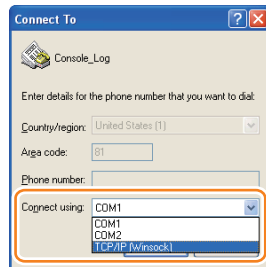 Connect To
Console_Log
Enter details for the phone number that you want to dial:
Country/region: United States (1)
Area code: 81
Phone number:
Connect using: COM1
COM1
COM2
TCP/IP (Winsock)